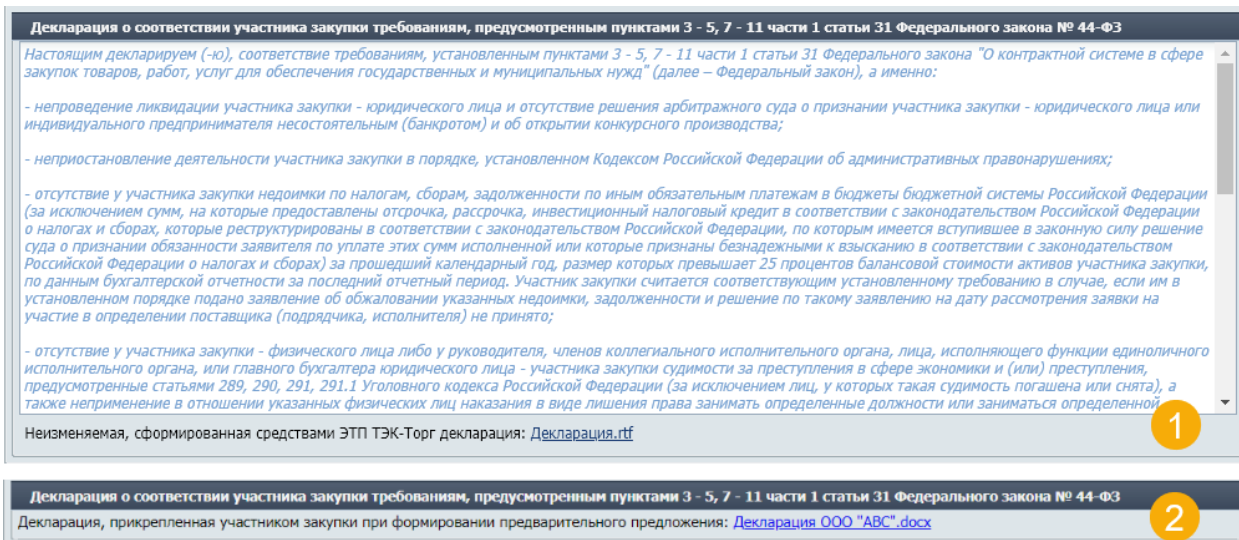 Декларация о соответствии участника закупки требованиям, предусмотренным пунктами 3 - 5, 7 - 11 части 1 статьи 31 Федерального закона № 44-ФЗ
Настоящим декларируем (-ю), соответствие требованиям, установленным пунктами 3 - 5, 7 - 11 части 1 статьи 31 Федерального закона "О контрактной системе в сфере
закупок товаров, работ, услуг для обеспечения государственных и муниципальных нужд" (далее – Федеральный закон), а именно:
- непроведение ликвидации участника закупки - юридического лица и отсутствие решения арбитражного суда о признании участника закупки - юридического лица или
индивидуального предпринимателя несостоятельным (банкротом) и об открытии конкурсного производства;
- неприостановление деятельности участника закупки в порядке, установленном Кодексом Российской Федерации об административных правонарушениях;
- отсутствие у участника закупки недоимки по налогам, сборам, задолженности по иным обязательным платежам в бюджеты бюджетной системы Российской Федерации
(за исключением сумм, на которые предоставлены отсрочка, рассрочка, инвестиционный налоговый кредит в соответствии с законодательством Российской Федерации
о налогах и сборах, которые реструктурированы в соответствии с законодательством Российской Федерации, по которым имеется вступившее в законную силу решение
суда о признании обязанности заявителя по уплате этих сумм исполненной или которые признаны безнадежными к взысканию в соответствии с законодательством
Российской Федерации о налогах и сборах) за прошедший календарный год, размер которых превышает 25 процентов балансовой стоимости активов участника закупки,
по данным бухгалтерской отчетности за последний отчетный период. Участник закупки считается соответствующим установленному требованию в случае, если им в
установленном порядке подано заявление об обжаловании указанных недоимки, задолженности и решение по такому заявлению на дату рассмотрения заявки на
участие в определении поставщика (подрядчика, исполнителя) не принято;
- отсутствие у участника закупки - физического лица либо у руководителя, членов коллегиального исполнительного органа, лица, исполняющего функции единоличного
исполнительного органа, или главного бухгалтера юридического лица - участника закупки судимости за преступления в сфере экономики и (или) преступления,
предусмотренные статьями 289, 290, 291, 291.1 Уголовного кодекса Российской Федерации (за исключением лиц, у которых такая судимость погашена или снята), а
также неприменение в отношении указанных физических лиц наказания в виде лишения права занимать определенные должности или заниматься определенной
Неизменяемая, сформированная средствами ЭТП ТЭК-Торг декларация: Декларация.rtf
1
Декларация о соответствии участника закупки требованиям, предусмотренным пунктами 3 - 5, 7 - 11 части 1 статьи 31 Федерального закона № 44-ФЗ
Декларация, прикрепленная участником закупки при формировании предварительного предложения: Декларация ООО "АВС".docx
2